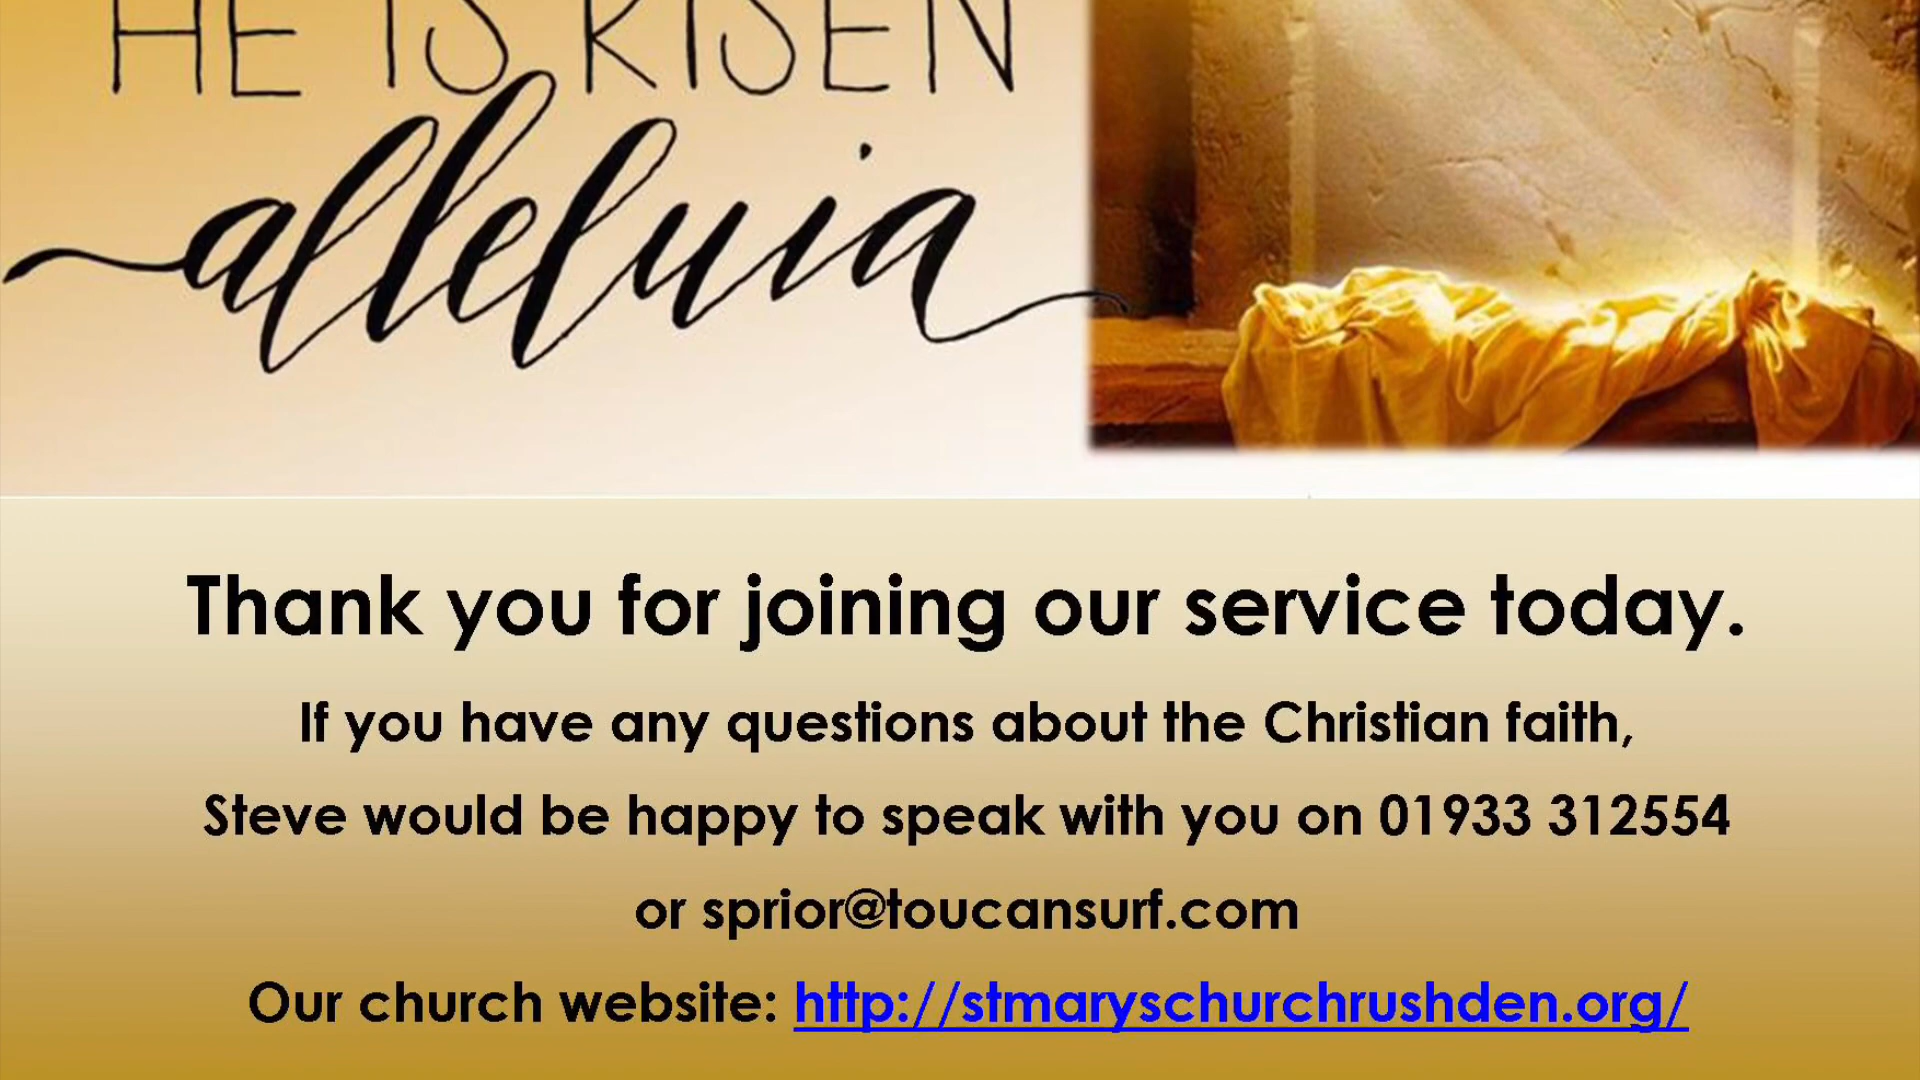 HE IS RISEN
alleluia
Thank you for joining our service today.
If you have any questions about the Christian faith,
Steve would be happy to speak with you on 01933 312554
or sprior@toucansurf.com
Our church website: http://stmaryschurchrushden.org/